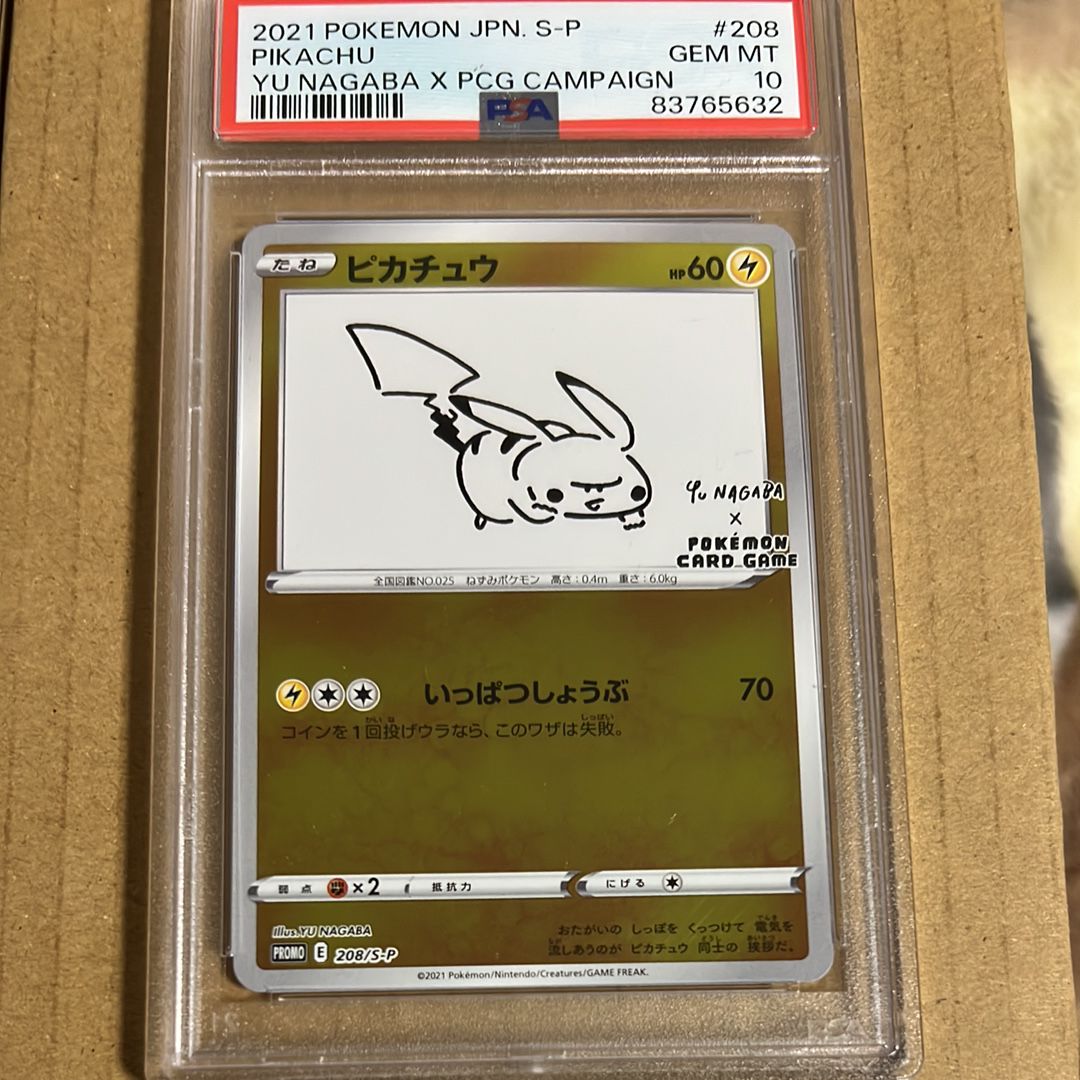 2021 POKEMON JPN. S-P #208
PIKACHU GEM MT
YU NAGABA X PCG CAMPAIGN 10
PSA 83765632
たね ピカチュウ HP60
YU NAGABA
X
POKÉMON
CARD GAME
全国図鑑NO.025 ねずみポケモン 高さ:0.4m 重さ:6.0kg
いっぱつしょうぶ 70
コインを1回投げウラなら、このワザは失敗。
弱点 ×2 抵抗力 にげる
Illus. YU NAGABA
おたがいの しっぽを くっつけて 電気を
流しあうのが ピカチュウ 同士の 挨拶だ。
PROMO E 208/S-P
©2021 Pokémon/Nintendo/Creatures/GAME FREAK.